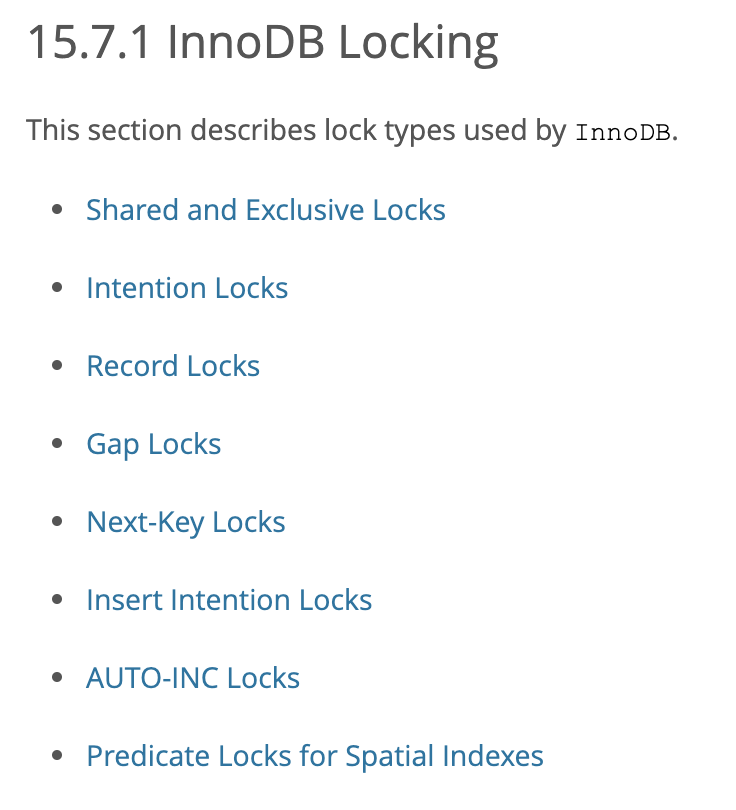 15.7.1 InnoDB Locking
This section describes lock types used by InnoDB.
• Shared and Exclusive Locks
• Intention Locks
• Record Locks
• Gap Locks
• Next-Key Locks
• Insert Intention Locks
• AUTO-INC Locks
• Predicate Locks for Spatial Indexes